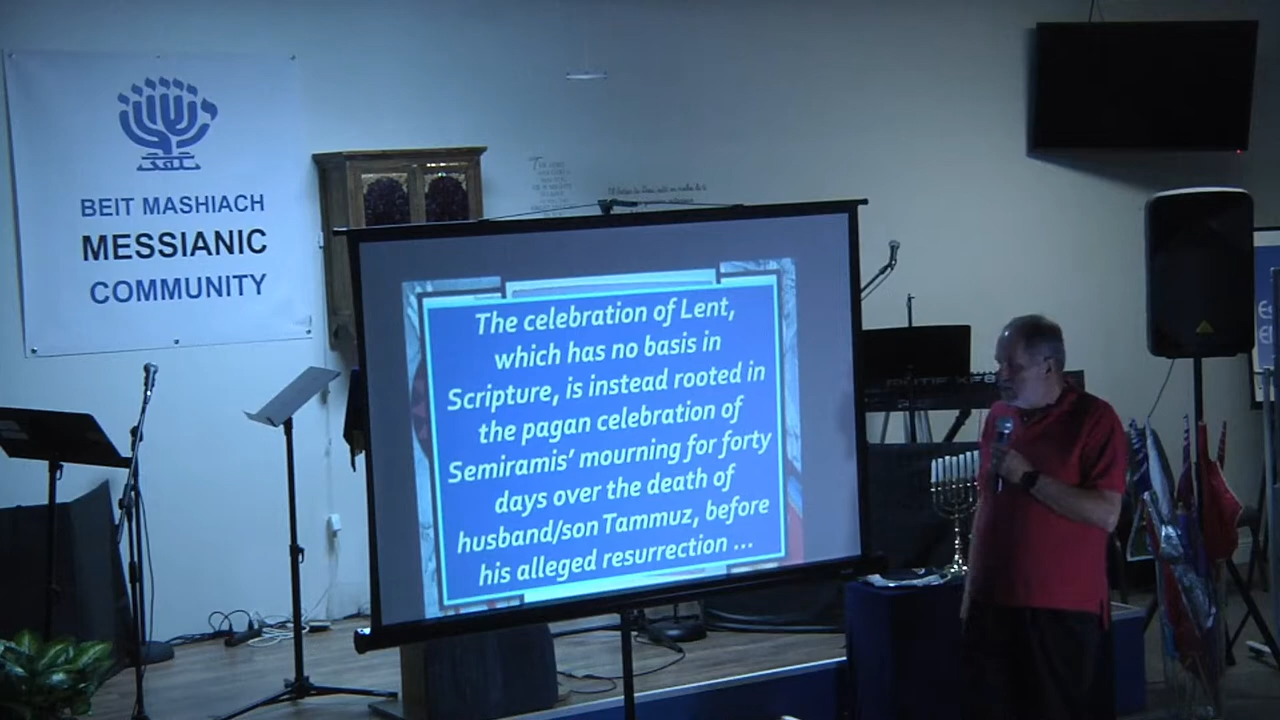 BEIT MASHIACH
MESSIANIC
COMMUNITY
The celebration of Lent,
which has no basis in
Scripture, is instead rooted in
the pagan celebration of
Semiramis' mourning for forty
days over the death of
husband/son Tammuz, before
his alleged resurrection ...
MOTIF XF8